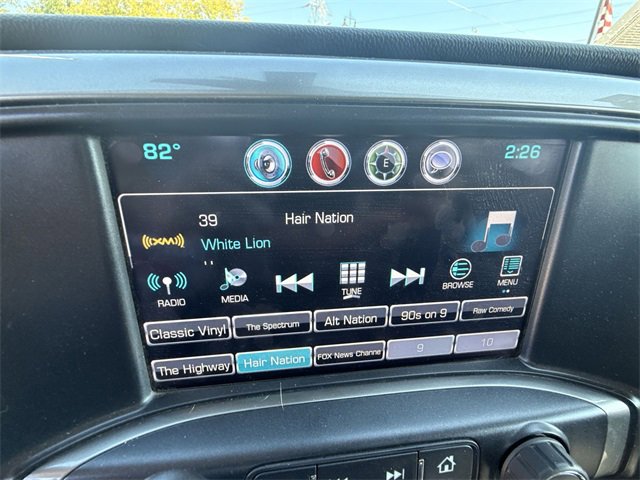 82°
E
2:26
39 Hair Nation
((XM))
White Lion
''
RADIO
MEDIA
TUNE
BROWSE
MENU
Classic Vinyl The Spectrum Alt Nation 90s on 9 Raw Comedy
The Highway Hair Nation FOX News Channel 9 10